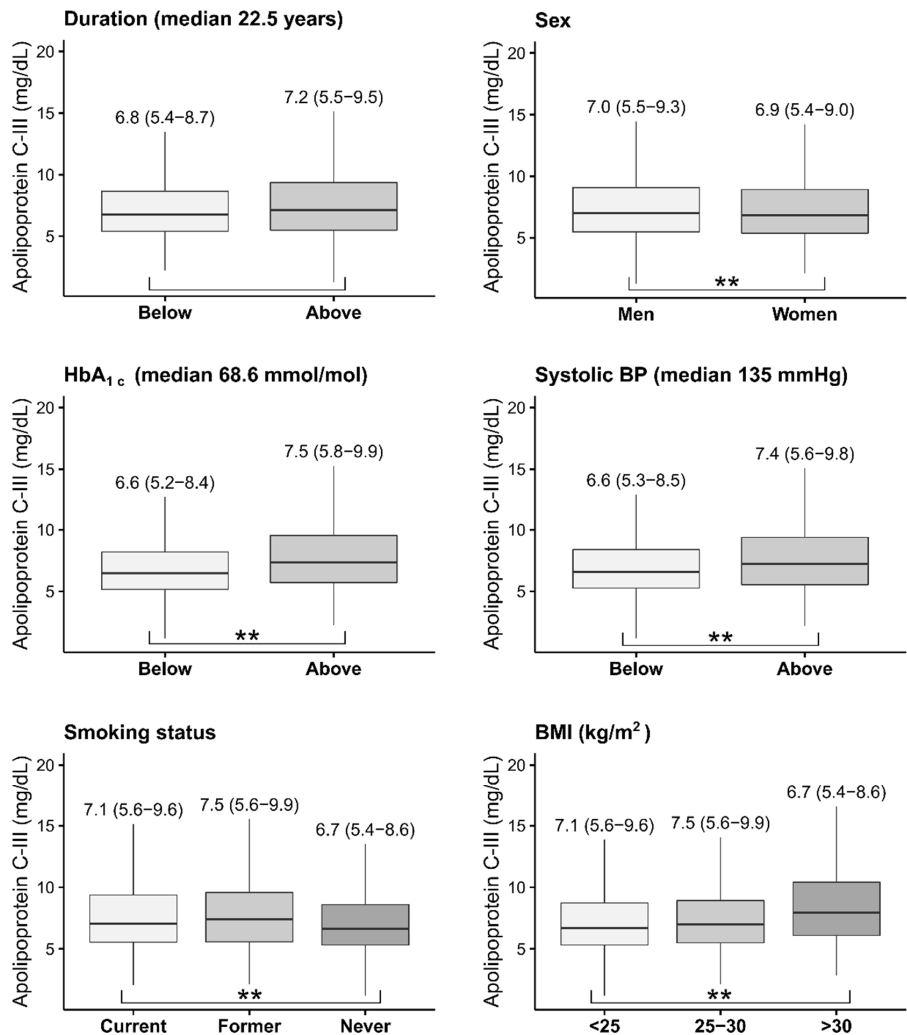 Duration (median 22.5 years)
Apolipoprotein C-III (mg/dL)
20
15
10
5
6.8 (5.4−8.7)
7.2 (5.5−9.5)
Below
Above
Sex
Apolipoprotein C-III (mg/dL)
20
15
10
5
7.0 (5.5−9.3)
6.9 (5.4−9.0)
**
Men
Women
HbA1 c (median 68.6 mmol/mol)
Apolipoprotein C-III (mg/dL)
20
15
10
5
6.6 (5.2−8.4)
7.5 (5.8−9.9)
**
Below
Above
Systolic BP (median 135 mmHg)
Apolipoprotein C-III (mg/dL)
20
15
10
5
6.6 (5.3−8.5)
7.4 (5.6−9.8)
**
Below
Above
Smoking status
Apolipoprotein C-III (mg/dL)
20
15
10
5
7.1 (5.6−9.6)
7.5 (5.6−9.9)
6.7 (5.4−8.6)
**
Current
Former
Never
BMI (kg/m²)
Apolipoprotein C-III (mg/dL)
20
15
10
5
7.1 (5.6−9.6)
7.5 (5.6−9.9)
6.7 (5.4−8.6)
**
<25
25−30
>30